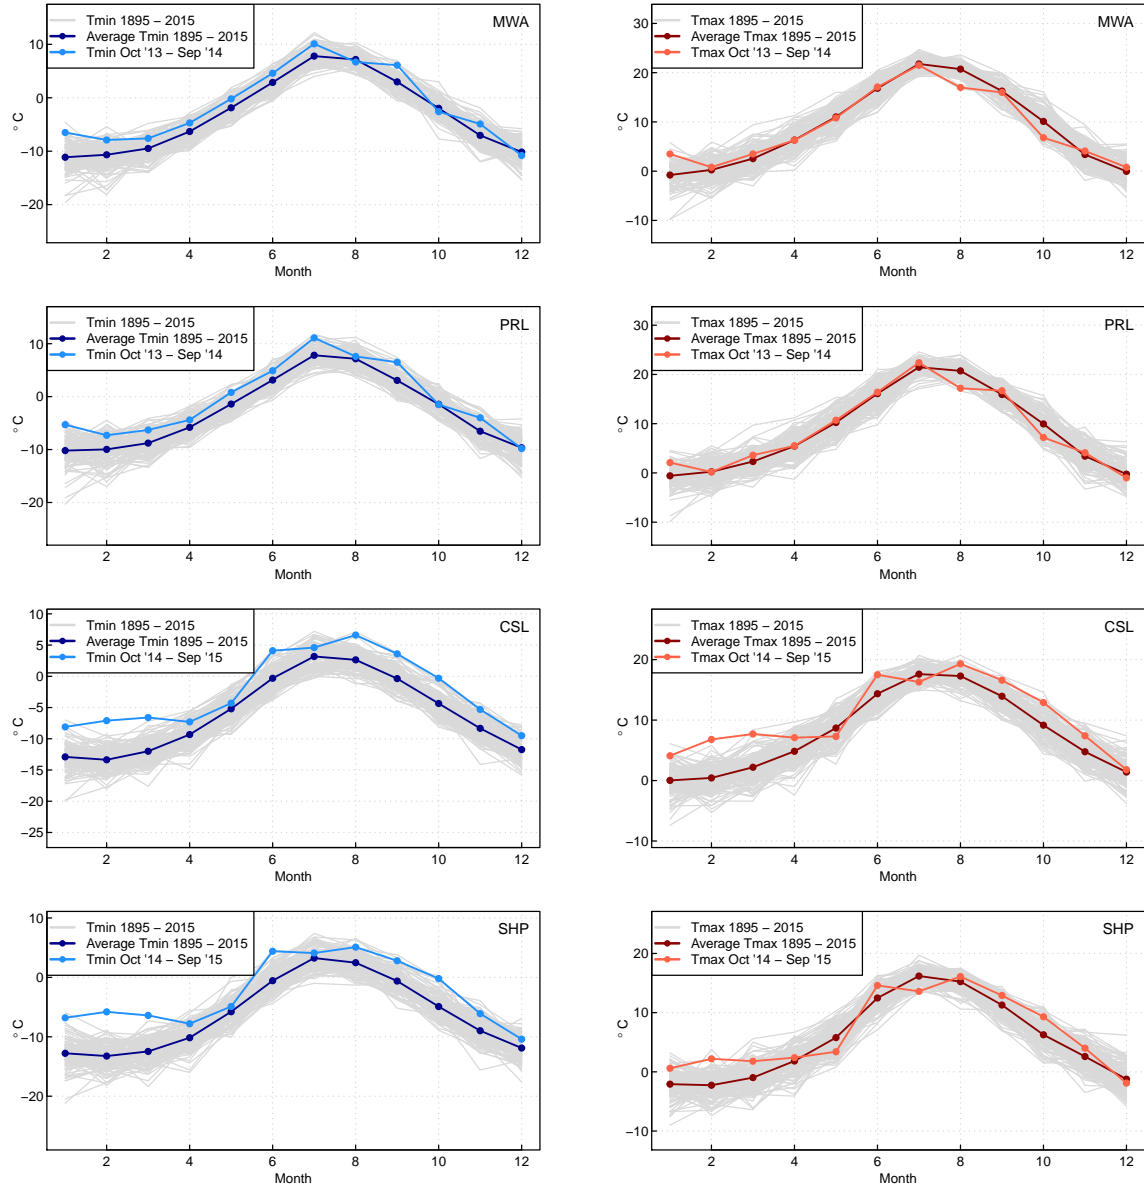 Tmin 1895 − 2015
Average Tmin 1895 − 2015
Tmin Oct '13 − Sep '14
MWA
10
0
−10
−20
° C
2 4 6 8 10 12
Month
Tmax 1895 − 2015
Average Tmax 1895 − 2015
Tmax Oct '13 − Sep '14
MWA
30
20
10
0
−10
° C
2 4 6 8 10 12
Month
Tmin 1895 − 2015
Average Tmin 1895 − 2015
Tmin Oct '13 − Sep '14
PRL
10
0
−10
−20
° C
2 4 6 8 10 12
Month
Tmax 1895 − 2015
Average Tmax 1895 − 2015
Tmax Oct '13 − Sep '14
PRL
30
20
10
0
−10
° C
2 4 6 8 10 12
Month
Tmin 1895 − 2015
Average Tmin 1895 − 2015
Tmin Oct '14 − Sep '15
CSL
10
5
0
−5
−10
−15
−20
−25
° C
2 4 6 8 10 12
Month
Tmax 1895 − 2015
Average Tmax 1895 − 2015
Tmax Oct '14 − Sep '15
CSL
20
10
0
−10
° C
2 4 6 8 10 12
Month
Tmin 1895 − 2015
Average Tmin 1895 − 2015
Tmin Oct '14 − Sep '15
SHP
10
0
−10
−20
° C
2 4 6 8 10 12
Month
Tmax 1895 − 2015
Average Tmax 1895 − 2015
Tmax Oct '14 − Sep '15
SHP
20
10
0
−10
° C
2 4 6 8 10 12
Month